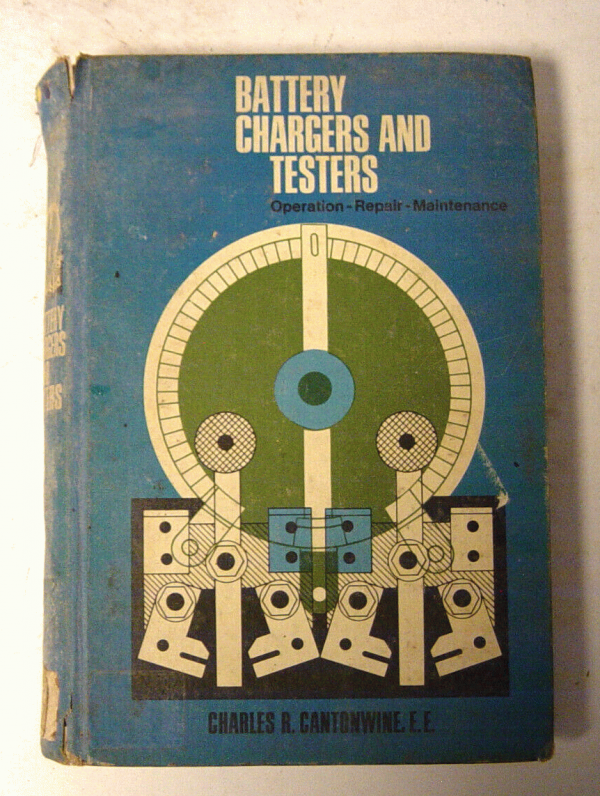 BATTERY
CHARGERS AND
TESTERS
Operation - Repair - Maintenance
CHARLES R. CANTONWINE, E.E.